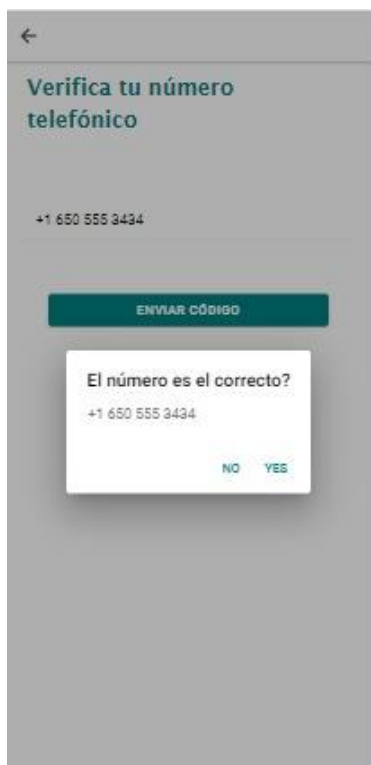 Verifica tu número
telefónico
+1 650 555 3434
ENVIAR CÓDIGO
El número es el correcto?
+1 650 555 3434
NO YES